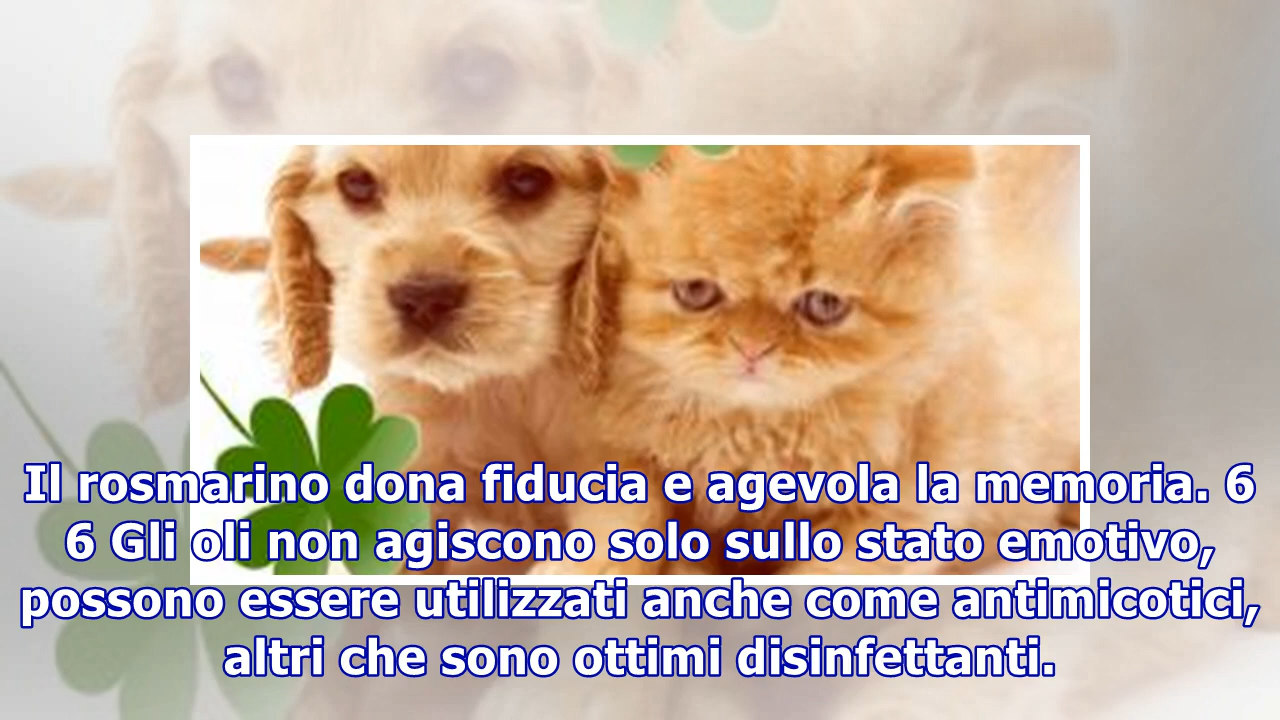 Il rosmarino dona fiducia e agevola la memoria. 6
6 Gli oli non agiscono solo sullo stato emotivo,
possono essere utilizzati anche come antimicotici,
altri che sono ottimi disinfettanti.